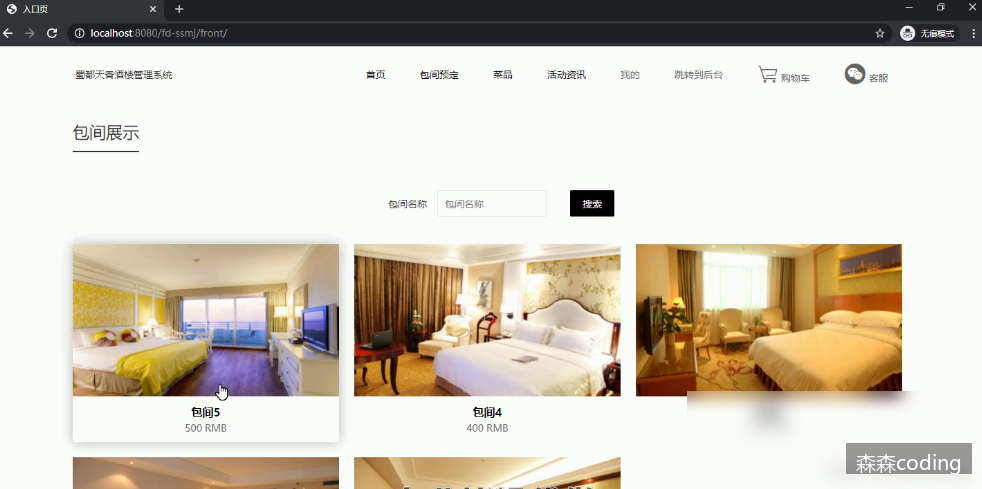 入口页
localhost:8080/fd-ssmj/front/
无痕模式
蜀都天香酒楼管理系统
首页
包间预定
菜品
活动资讯
我的
跳转到后台
购物车
客服
包间展示
包间名称
包间名称
搜索
包间5
500 RMB
包间4
400 RMB
森森coding